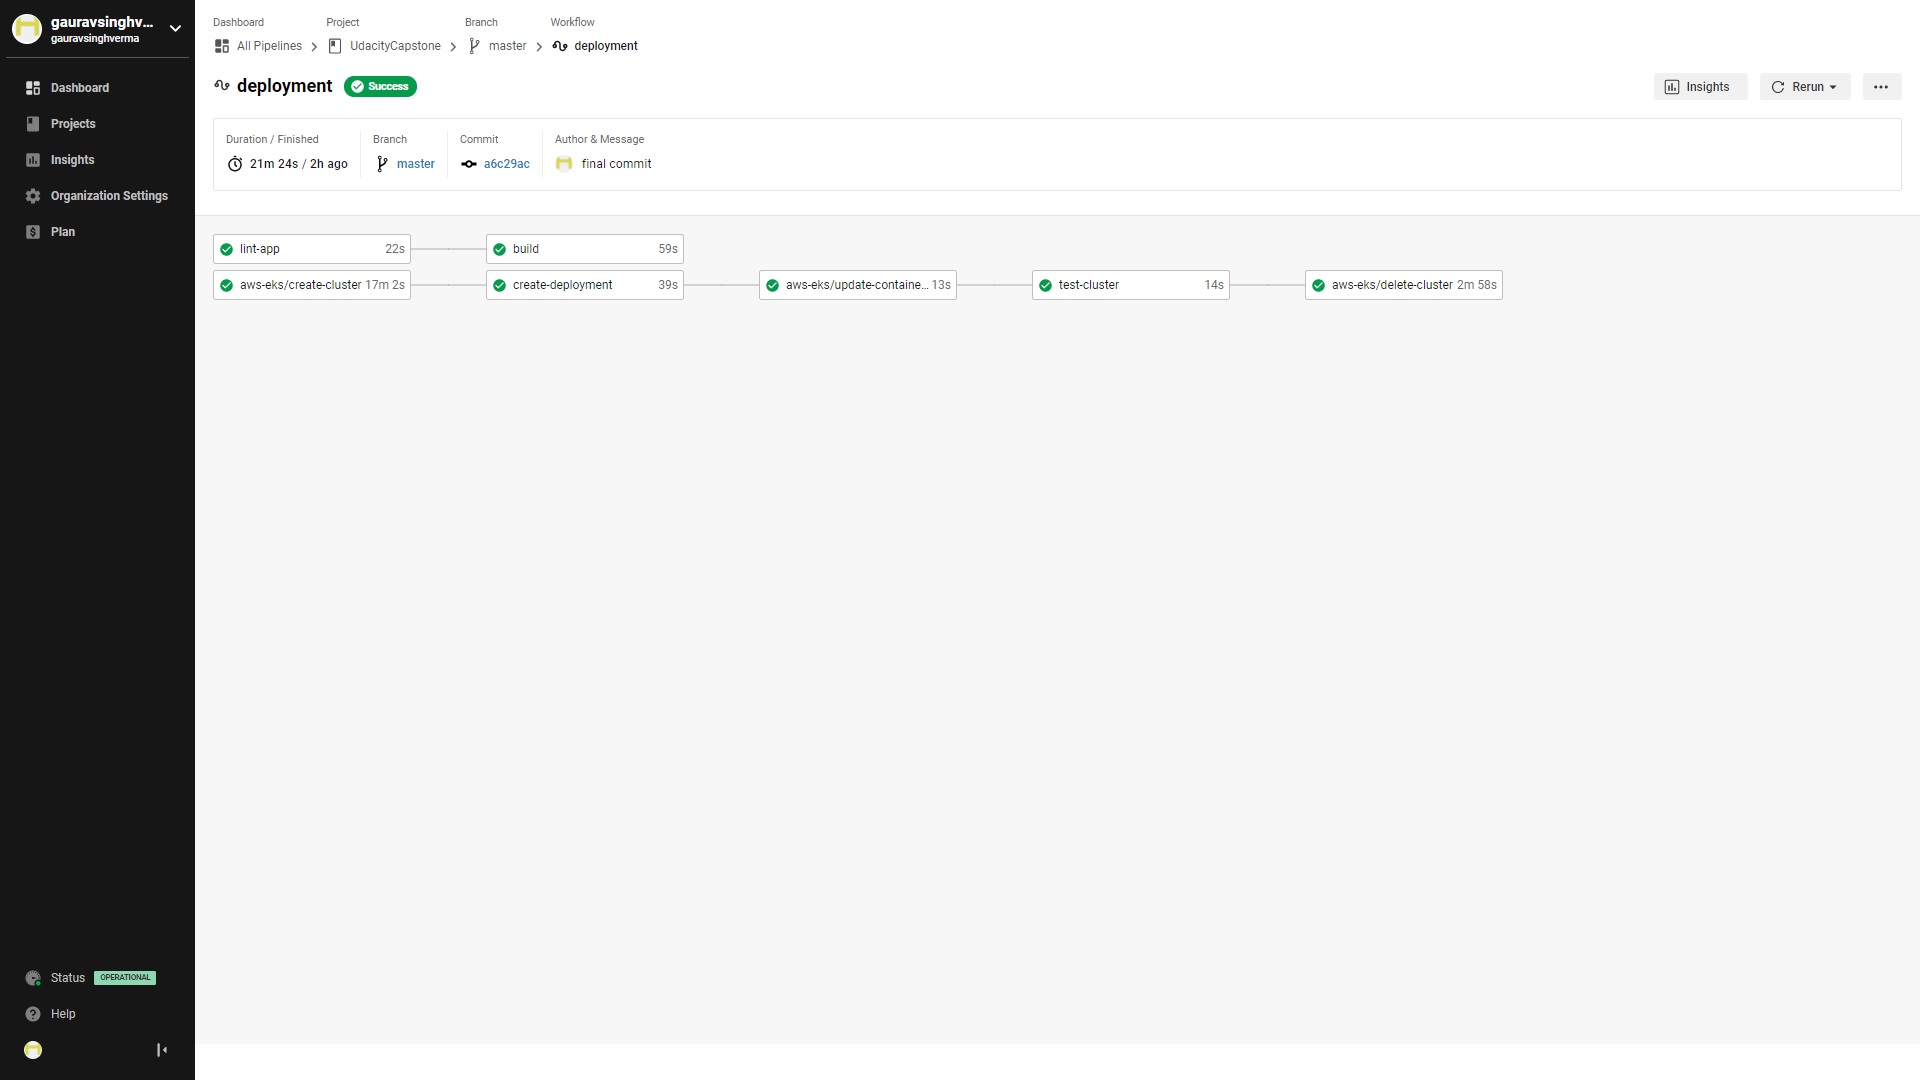 gauravsinghv...
gauravsinghverma
Dashboard
Projects
Insights
Organization Settings
Plan
Status OPERATIONAL
Help
Dashboard Project Branch Workflow
All Pipelines UdacityCapstone master deployment
deployment Success
Insights Rerun
Duration / Finished Branch Commit Author & Message
21m 24s / 2h ago master a6c29ac final commit
lint-app 22s build 59s
aws-eks/create-cluster 17m 2s create-deployment 39s aws-eks/update-containe... 13s test-cluster 14s aws-eks/delete-cluster 2m 58s